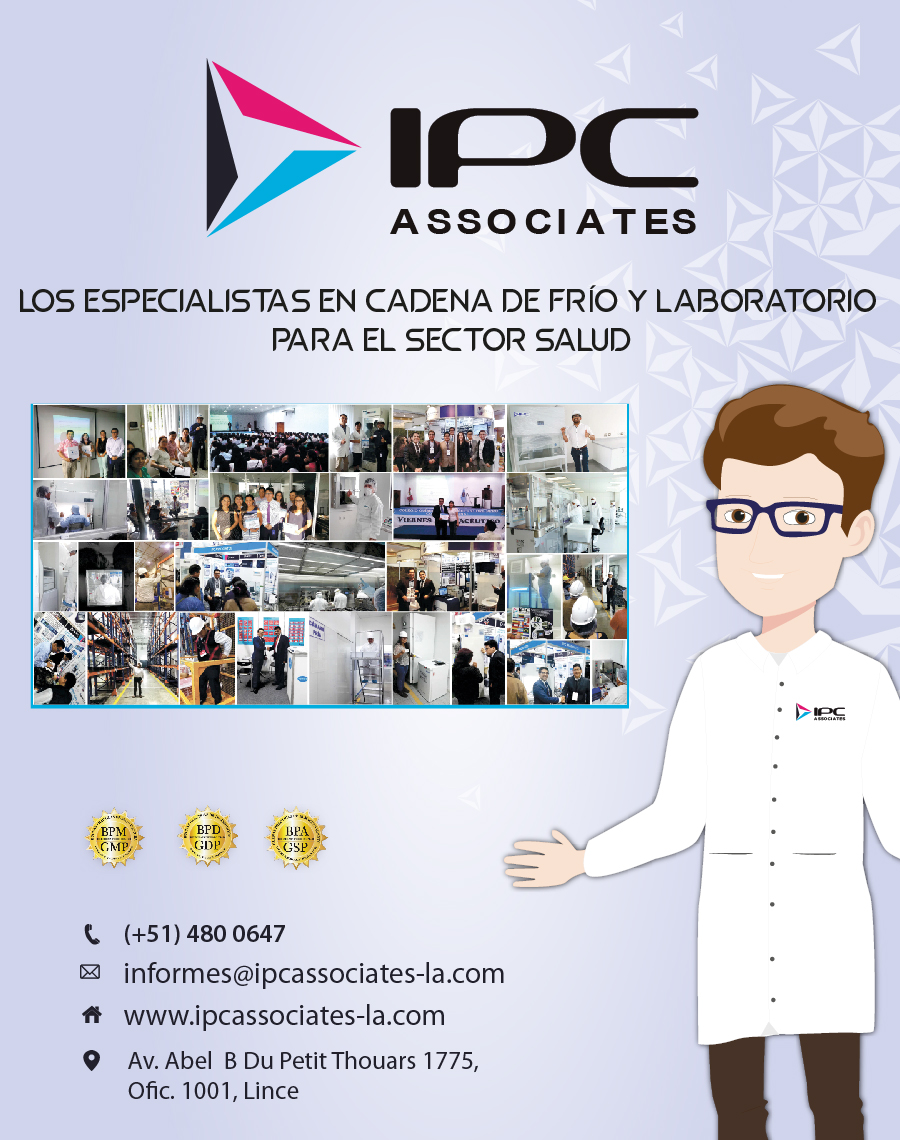 IPC
ASSOCIATES
LOS ESPECIALISTAS EN CADENA DE FRÍO Y LABORATORIO
PARA EL SECTOR SALUD
IPC
ASSOCIATES
BPM
GMP
BPD
GDP
BPA
GSP
(+51) 480 0647
informes@ipcassociates-la.com
www.ipcassociates-la.com
Av. Abel B Du Petit Thouars 1775,
Ofic. 1001, Lince